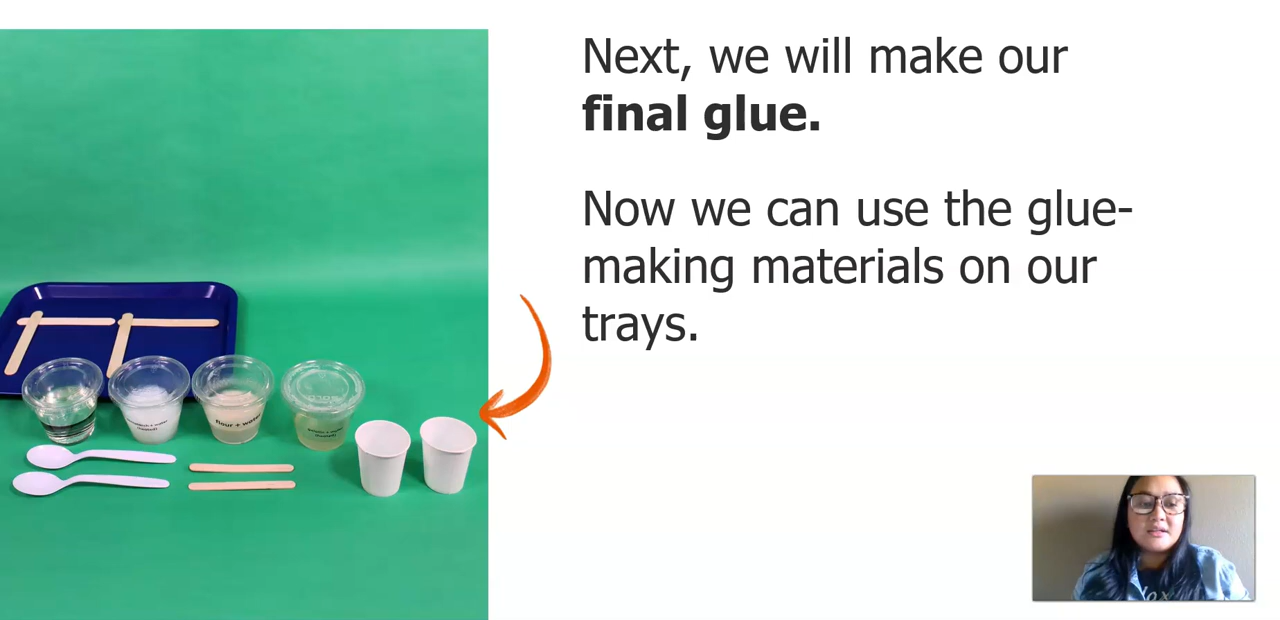 Next, we will make our
final glue.
Now we can use the glue-
making materials on our
trays.
flour + water